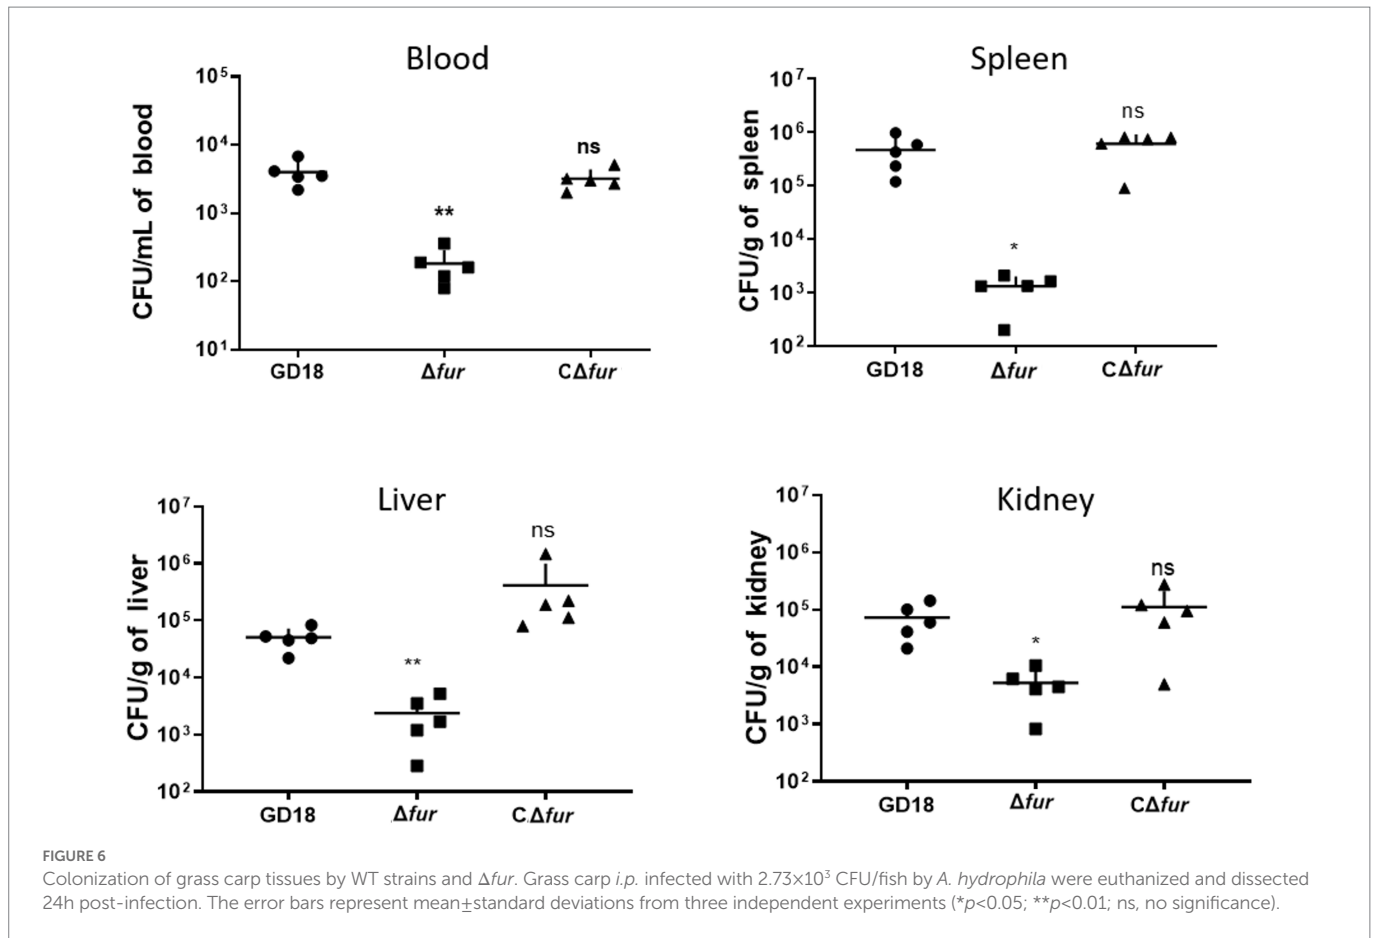 Blood
CFU/mL of blood
10⁵
10⁴
10³
10²
10¹
**
ns
GD18
Δfur
CΔfur
Spleen
CFU/g of spleen
10⁷
10⁶
10⁵
10⁴
10³
10²
*
ns
GD18
Δfur
CΔfur
Liver
CFU/g of liver
10⁷
10⁶
10⁵
10⁴
10³
10²
**
ns
GD18
Δfur
CΔfur
Kidney
CFU/g of kidney
10⁷
10⁶
10⁵
10⁴
10³
10²
*
ns
GD18
Δfur
CΔfur
FIGURE 6
Colonization of grass carp tissues by WT strains and Δfur. Grass carp i.p. infected with 2.73×10³ CFU/fish by A. hydrophila were euthanized and dissected
24h post-infection. The error bars represent mean±standard deviations from three independent experiments (*p<0.05; **p<0.01; ns, no significance).